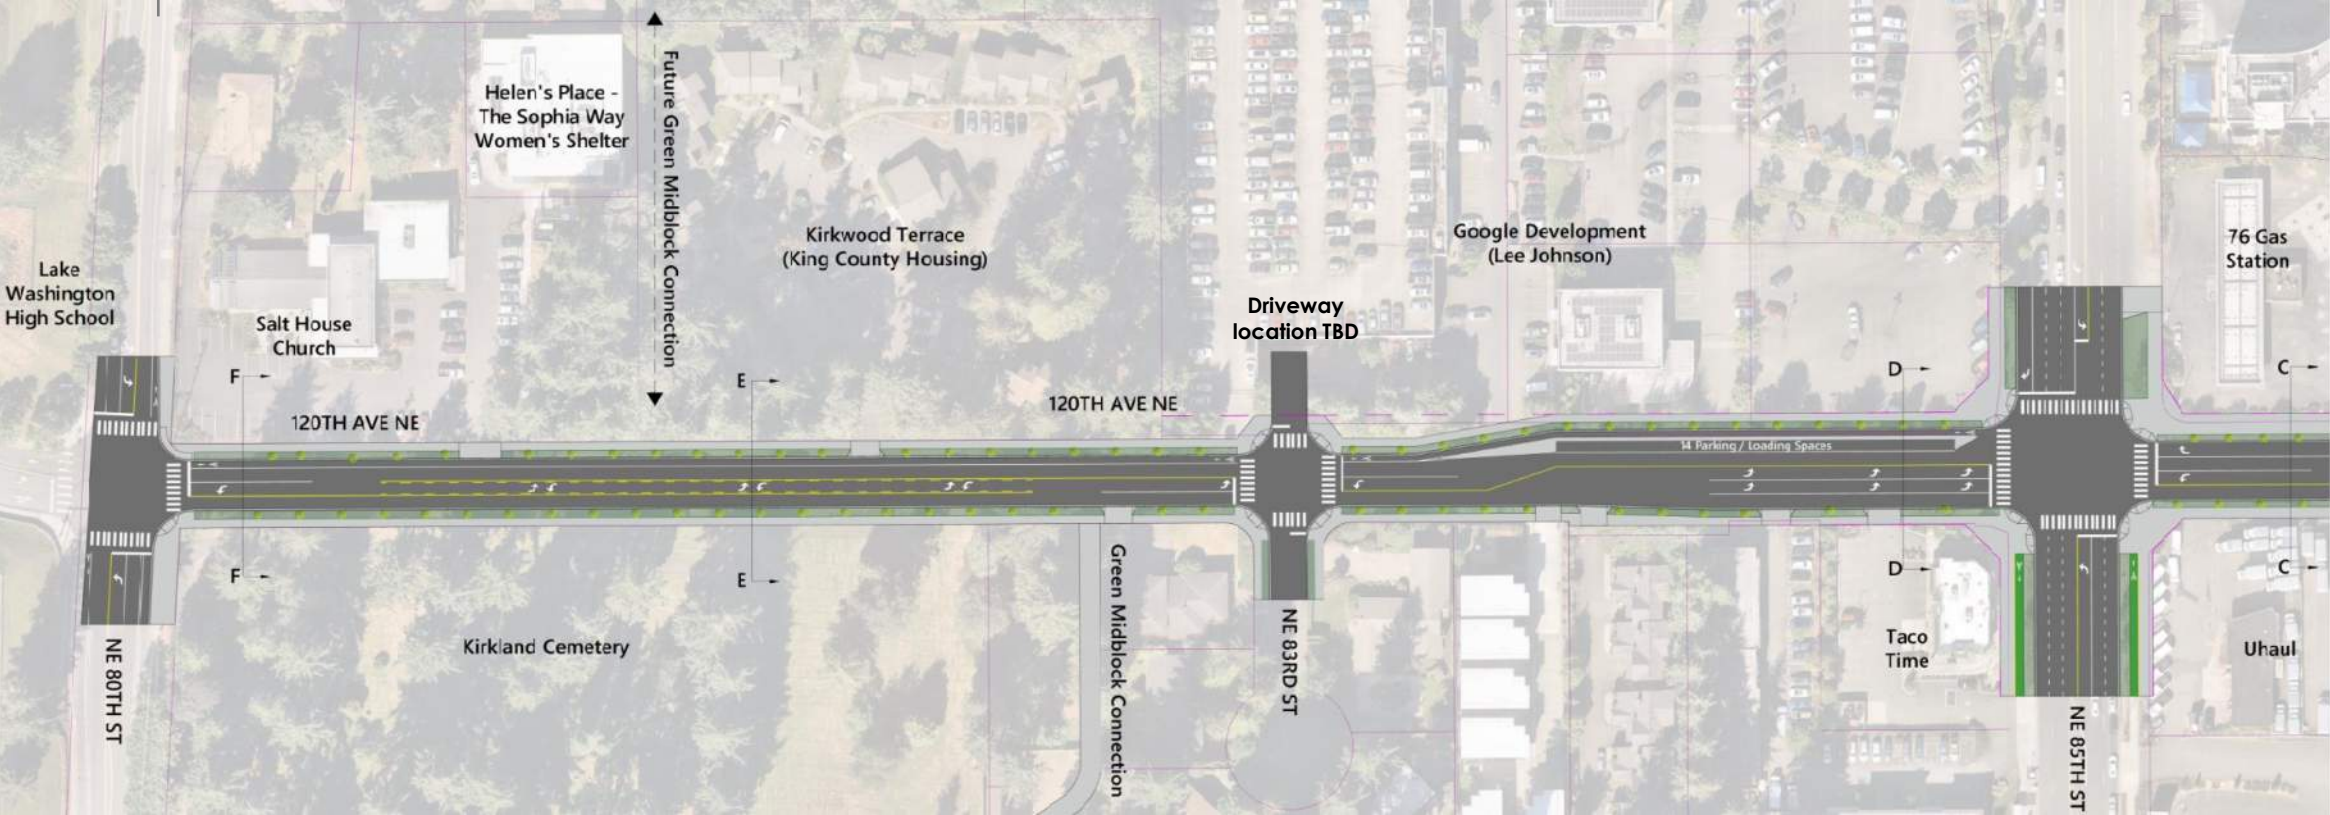 Helen's Place -
The Sophia Way
Women's Shelter
Future Green Midblock Connection
Kirkwood Terrace
(King County Housing)
Google Development
(Lee Johnson)
76 Gas
Station
Lake
Washington
High School
Salt House
Church
Driveway
location TBD
F
E
D
C
120TH AVE NE
120TH AVE NE
14 Parking / Loading Spaces
F
E
D
C
Kirkland Cemetery
Green Midblock Connection
Taco
Time
Uhaul
NE 80TH ST
NE 83RD ST
NE 85TH ST